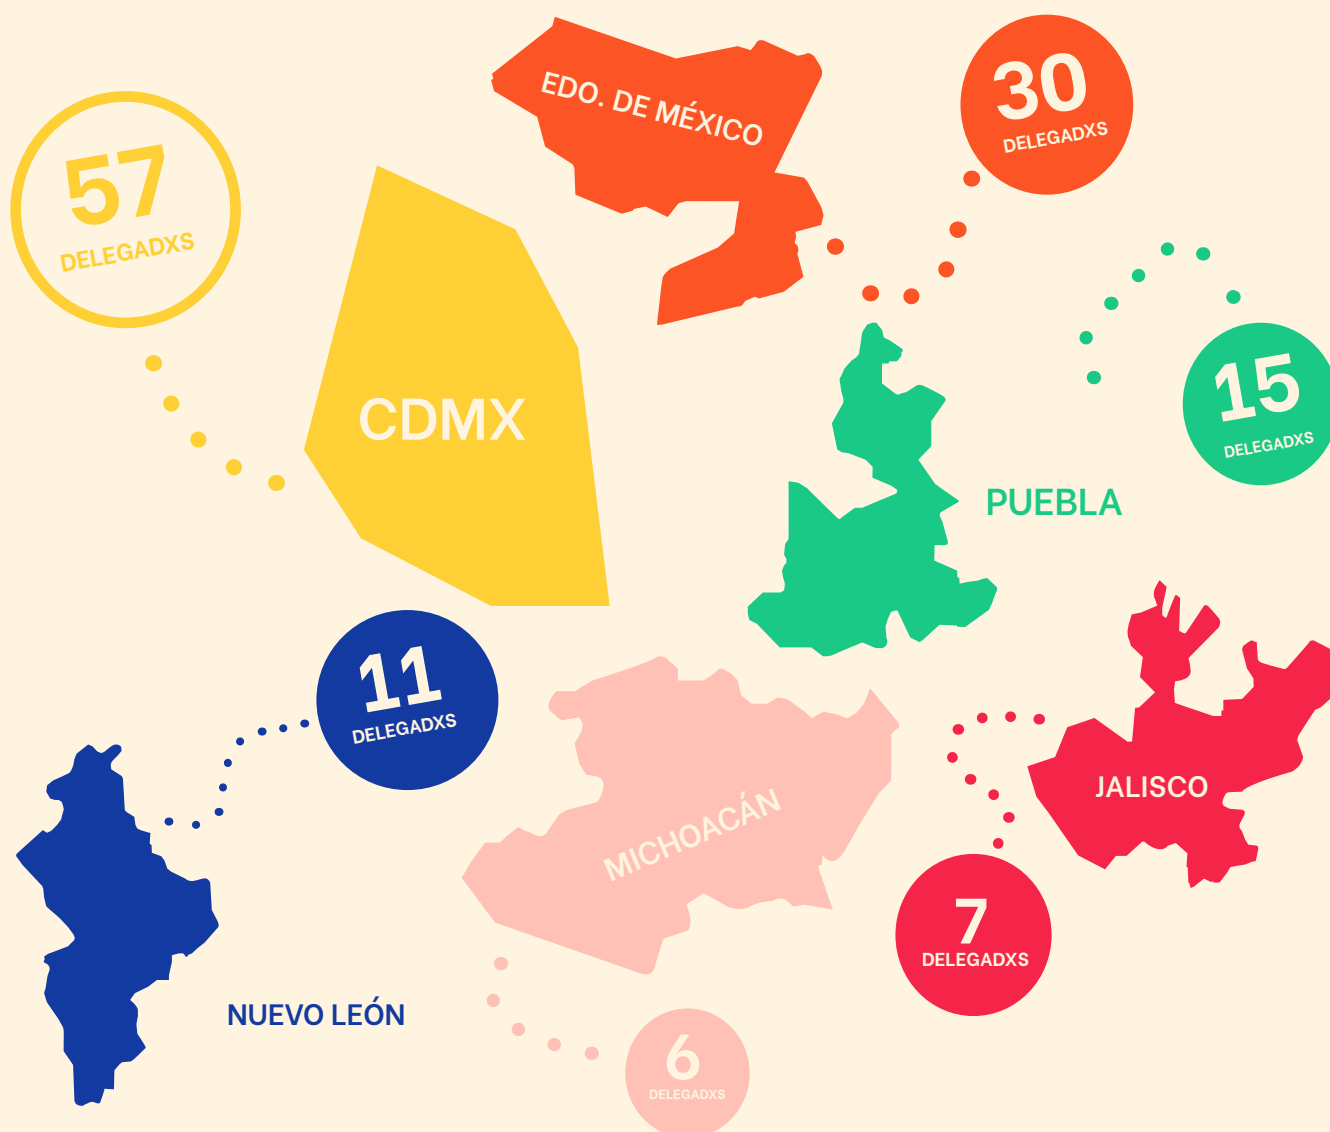 EDO. DE MÉXICO
30
DELEGADXS
57
DELEGADXS
CDMX
15
DELEGADXS
PUEBLA
11
DELEGADXS
NUEVO LEÓN
MICHOACÁN
6
DELEGADXS
JALISCO
7
DELEGADXS